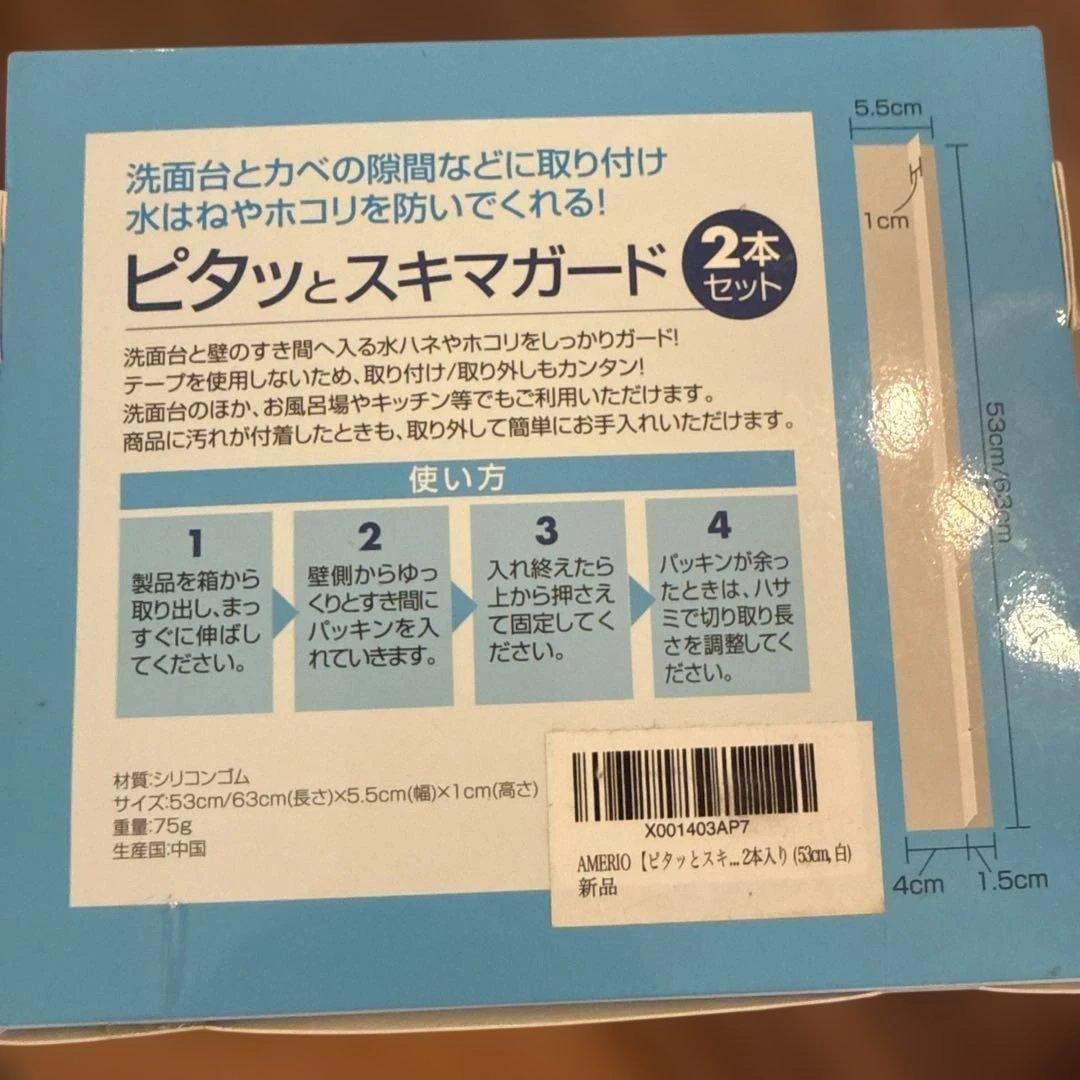 洗面台とカベの隙間などに取り付け
水はねやホコリを防いでくれる!
ピタッとスキマガード
2本
セット
洗面台と壁のすき間へ入る水ハネやホコリをしっかりガード!
テープを使用しないため、取り付け/取り外しもカンタン!
洗面台のほか、お風呂場やキッチン等でもご利用いただけます。
商品に汚れが付着したときも、取り外して簡単にお手入れいただけます。
使い方
1
製品を箱から
取り出し、まっ
すぐに伸ばし
てください。
2
壁側からゆっ
くりとすき間に
パッキンを入
れていきます。
3
入れ終えたら
上から押さえ
て固定してく
ださい。
4
パッキンが余っ
たときは、ハサ
ミで切り取り長
さを調整してく
ださい。
材質:シリコンゴム
サイズ:53cm/63cm(長さ)×5.5cm(幅)×1cm(高さ)
重量:75g
生産国:中国
X001403AP7
AMERIO【ピタッとスキ... 2本入り (53cm, 白)
新品
5.5cm
1cm
53cm/63cm
4cm
1.5cm